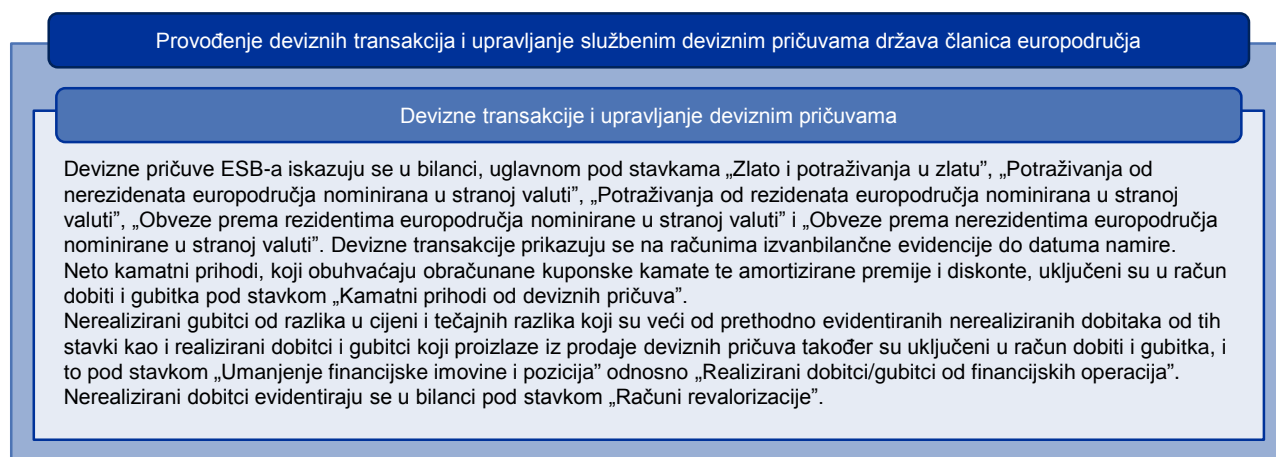 Provođenje deviznih transakcija i upravljanje službenim deviznim pričuvama država članica europodručja
Devizne transakcije i upravljanje deviznim pričuvama
Devizne pričuve ESB-a iskazuju se u bilanci, uglavnom pod stavkama „Zlato i potraživanja u zlatu”, „Potraživanja od
nerezidenata europodručja nominirana u stranoj valuti”, „Potraživanja od rezidenata europodručja nominirana u stranoj
valuti”, „Obveze prema rezidentima europodručja nominirane u stranoj valuti” i „Obveze prema nerezidentima europodručja
nominirane u stranoj valuti”. Devizne transakcije prikazuju se na računima izvanbilančne evidencije do datuma namire.
Neto kamatni prihodi, koji obuhvaćaju obračunane kuponske kamate te amortizirane premije i diskonte, uključeni su u račun
dobiti i gubitka pod stavkom „Kamatni prihodi od deviznih pričuva”.
Nerealizirani gubitci od razlika u cijeni i tečajnih razlika koji su veći od prethodno evidentiranih nerealiziranih dobitaka od tih
stavki kao i realizirani dobitci i gubitci koji proizlaze iz prodaje deviznih pričuva također su uključeni u račun dobiti i gubitka, i
to pod stavkom „Umanjenje financijske imovine i pozicija” odnosno „Realizirani dobitci/gubitci od financijskih operacija”.
Nerealizirani dobitci evidentiraju se u bilanci pod stavkom „Računi revalorizacije”.